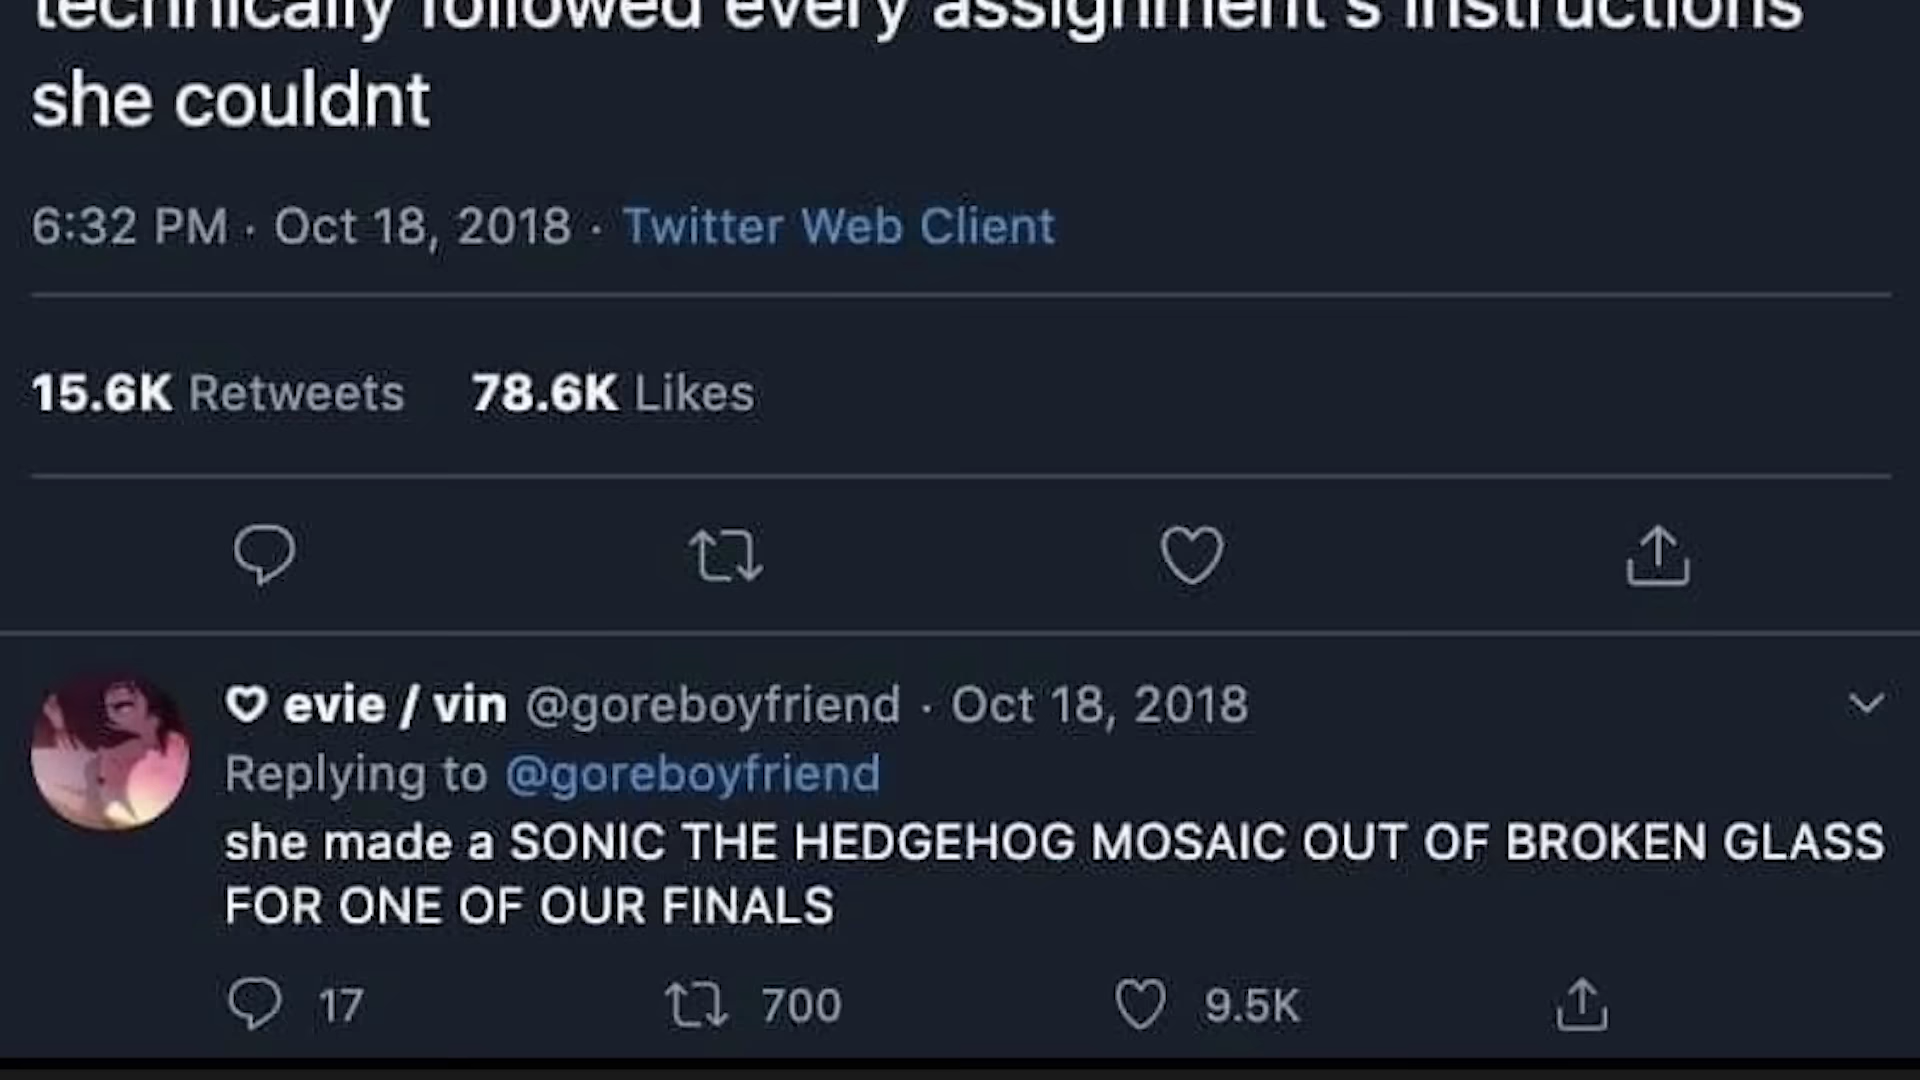 technically followed every assignment's instructions
she couldnt
6:32 PM · Oct 18, 2018 · Twitter Web Client
15.6K Retweets 78.6K Likes
♡ evie / vin @goreboyfriend · Oct 18, 2018
Replying to @goreboyfriend
she made a SONIC THE HEDGEHOG MOSAIC OUT OF BROKEN GLASS
FOR ONE OF OUR FINALS
17 700 9.5K